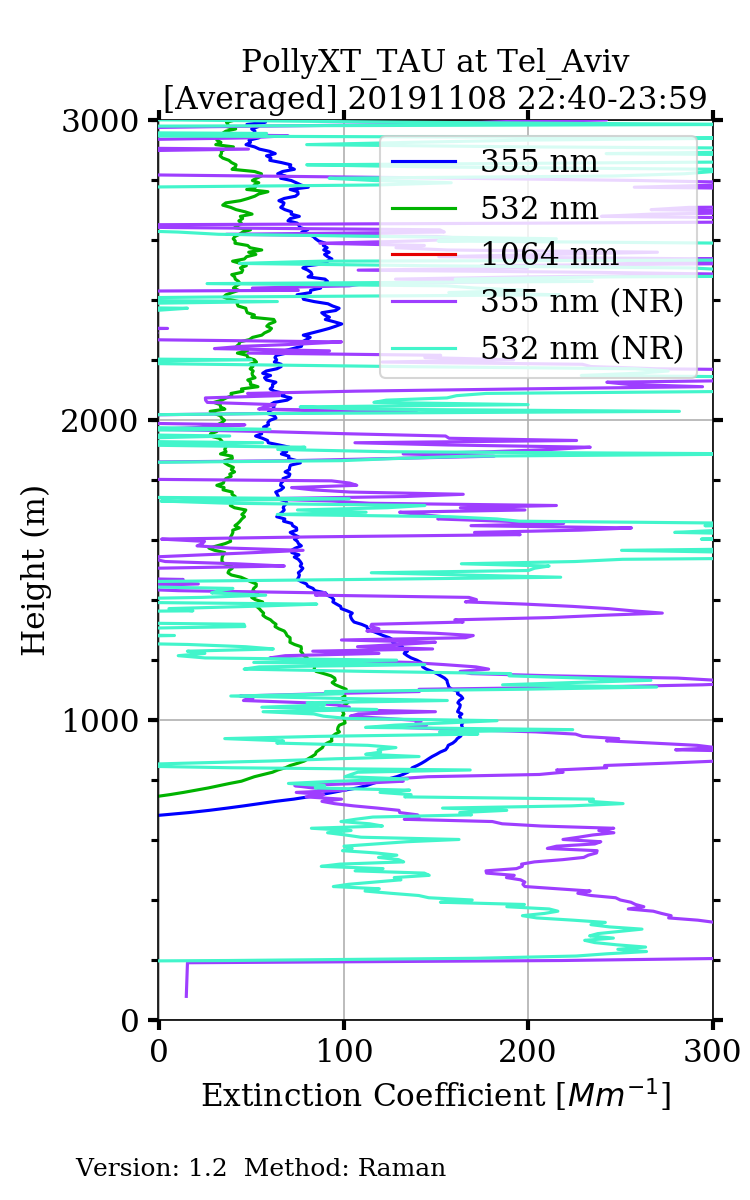 PollyXT_TAU at Tel_Aviv
[Averaged] 20191108 22:40-23:59
3000
2000
1000
0
Height (m)
355 nm
532 nm
1064 nm
355 nm (NR)
532 nm (NR)
0 100 200 300
Extinction Coefficient [Mm⁻¹]
Version: 1.2 Method: Raman